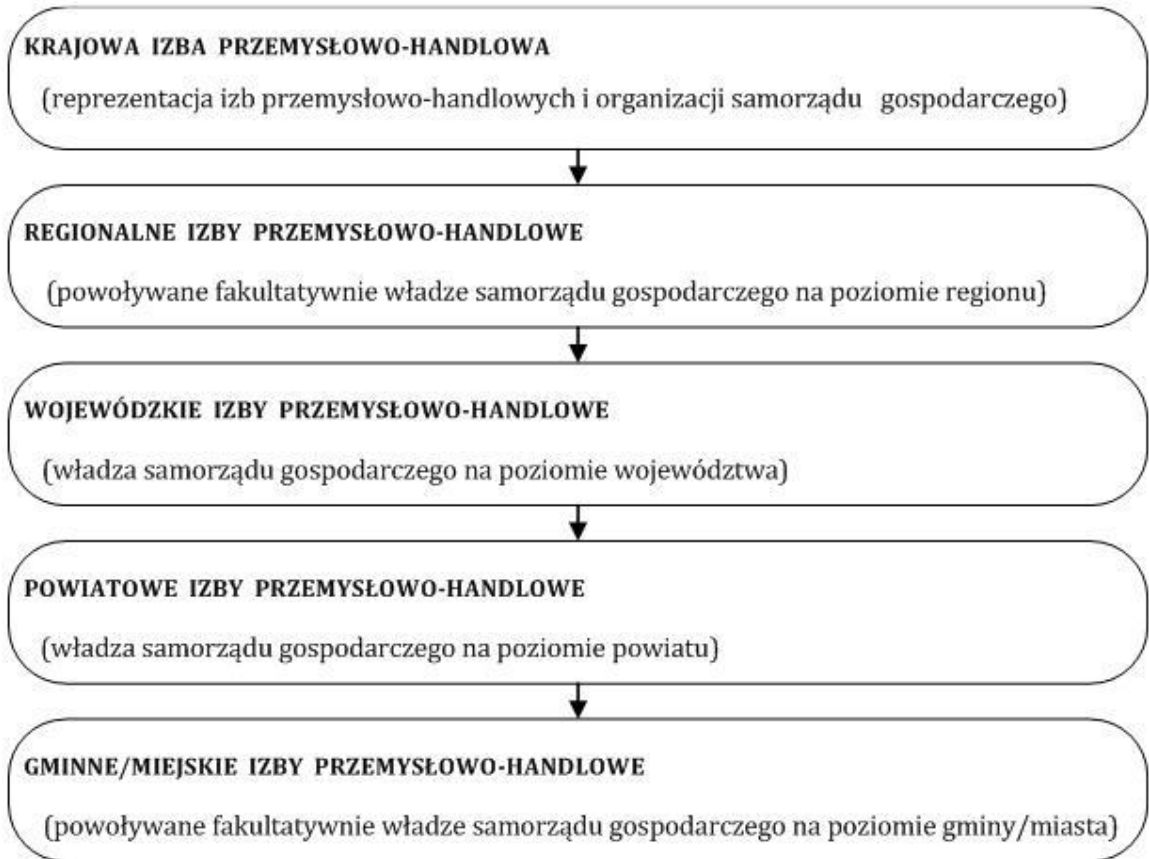 KRAJOWA IZBA PRZEMYSŁOWO-HANDLOWA
(reprezentacja izb przemysłowo-handlowych i organizacji samorządu gospodarczego)
REGIONALNE IZBY PRZEMYSŁOWO-HANDLOWE
(powoływane fakultatywnie władze samorządu gospodarczego na poziomie regionu)
WOJEWÓDZKIE IZBY PRZEMYSŁOWO-HANDLOWE
(władza samorządu gospodarczego na poziomie województwa)
POWIATOWE IZBY PRZEMYSŁOWO-HANDLOWE
(władza samorządu gospodarczego na poziomie powiatu)
GMINNE/MIEJSKIE IZBY PRZEMYSŁOWO-HANDLOWE
(powoływane fakultatywnie władze samorządu gospodarczego na poziomie gminy/miasta)